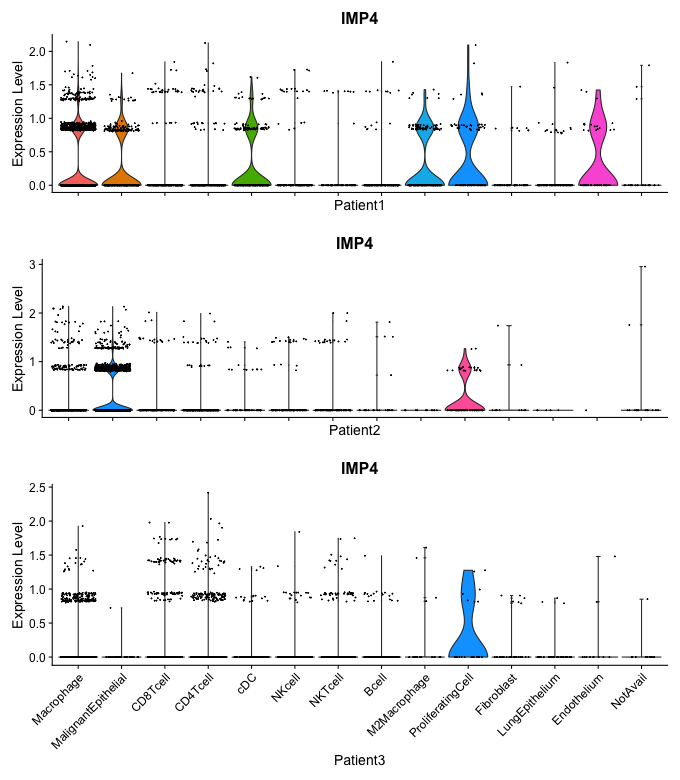 IMP4
Expression Level
2.0
1.5
1.0
0.5
0.0
Patient1
IMP4
Expression Level
3
2
1
0
Patient2
IMP4
Expression Level
2.5
2.0
1.5
1.0
0.5
0.0
Macrophage
MalignantEpithelial
CD8Tcell
CD4Tcell
cDC
NKcell
NKTcell
Bcell
M2Macrophage
ProliferatingCell
Fibroblast
LungEpithelium
Endothelium
NotAvail
Patient3